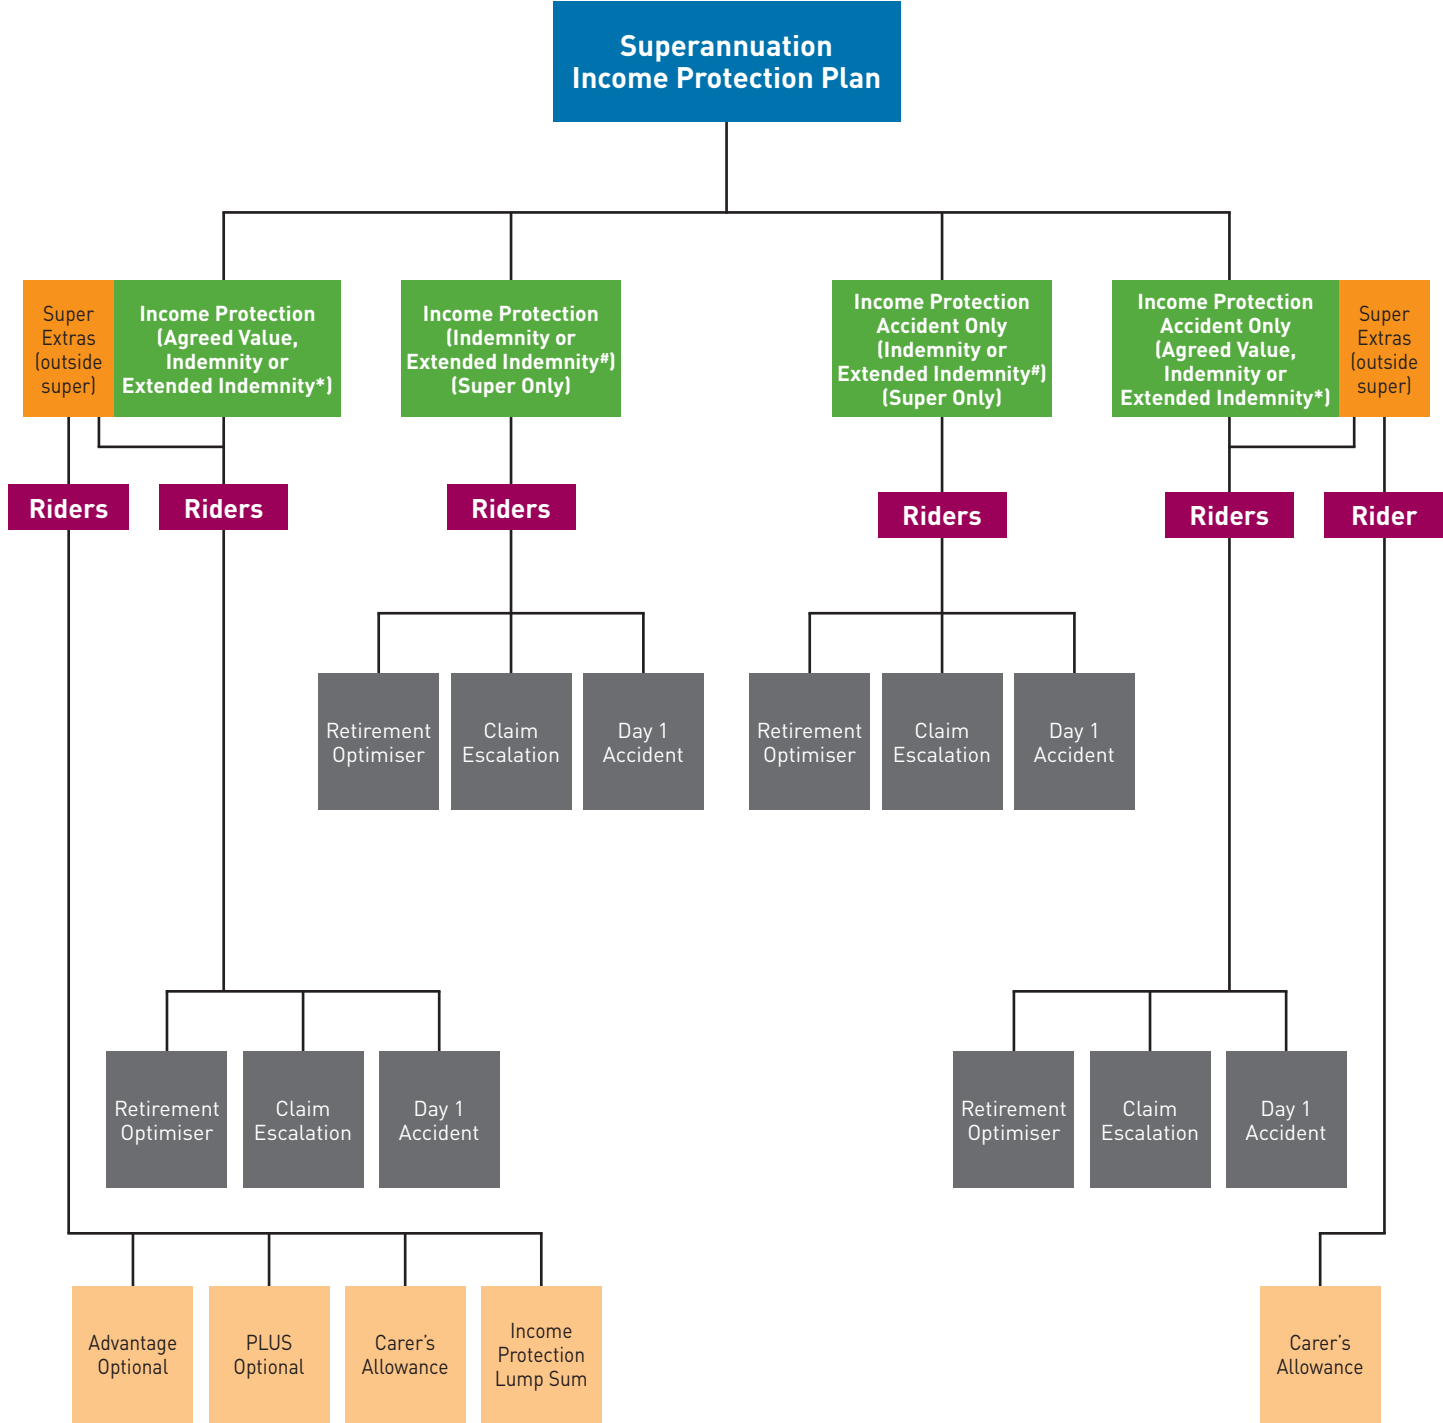 Superannuation
Income Protection Plan
Super
Extras
(outside
super)
Income Protection
(Agreed Value,
Indemnity or
Extended Indemnity*)
Income Protection
(Indemnity or
Extended Indemnity#)
(Super Only)
Income Protection
Accident Only
(Indemnity or
Extended Indemnity#)
(Super Only)
Income Protection
Accident Only
(Agreed Value,
Indemnity or
Extended Indemnity*)
Super
Extras
(outside
super)
Riders
Riders
Riders
Riders
Riders
Rider
Retirement
Optimiser
Claim
Escalation
Day 1
Accident
Retirement
Optimiser
Claim
Escalation
Day 1
Accident
Retirement
Optimiser
Claim
Escalation
Day 1
Accident
Retirement
Optimiser
Claim
Escalation
Day 1
Accident
Advantage
Optional
PLUS
Optional
Carer’s
Allowance
Income
Protection
Lump Sum
Carer’s
Allowance